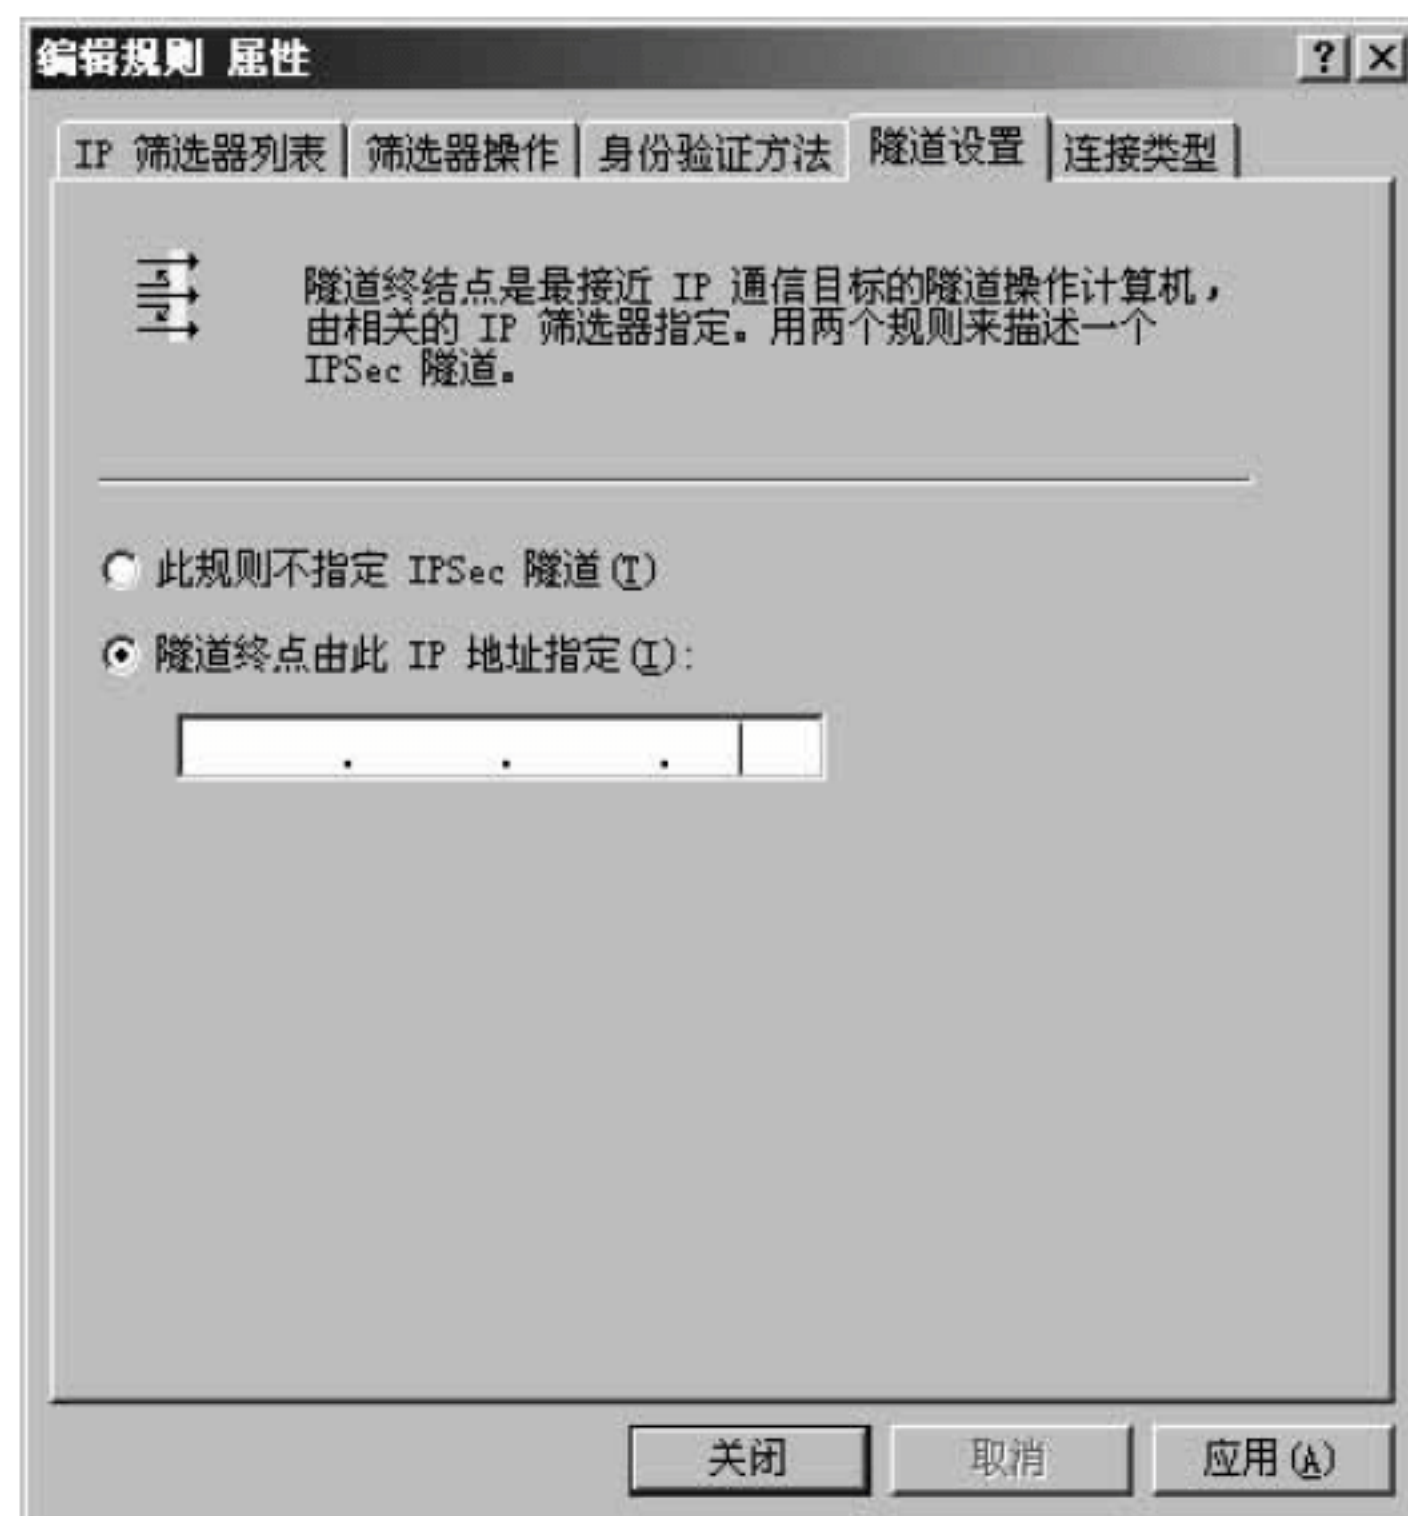 编辑规则 属性
IP 筛选器列表 筛选器操作 身份验证方法 隧道设置 连接类型
隧道终结点是最接近 IP 通信目标的隧道操作计算机，
由相关的 IP 筛选器指定。用两个规则来描述一个
IPSec 隧道。
此规则不指定 IPSec 隧道(T)
隧道终点由此 IP 地址指定(I):
. . .
关闭 取消 应用(A)